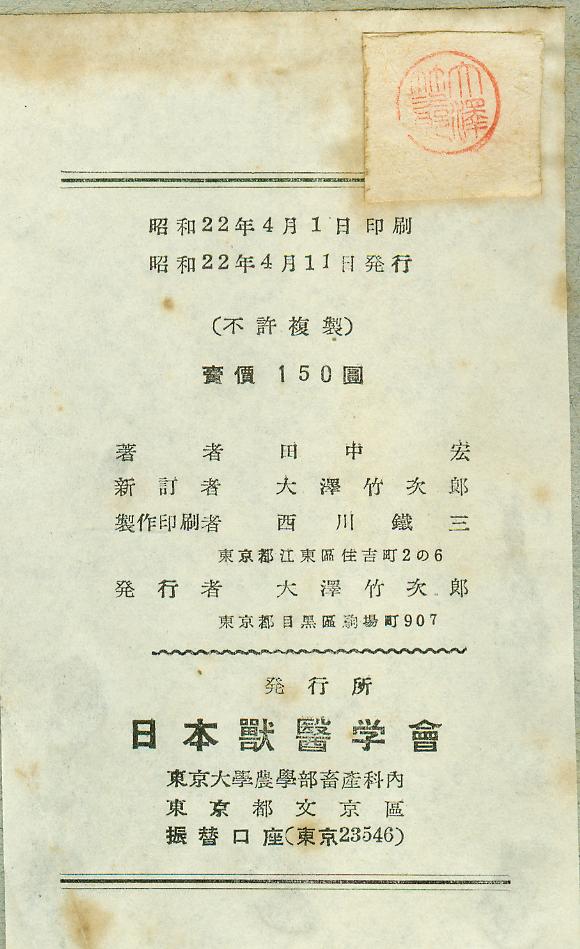 昭和22年4月1日印刷
昭和22年4月11日発行
(不許複製)
賣價 150圓
著者 田中宏
新訂者 大澤竹次郎
製作印刷者 西川鐵三
東京都江東區住吉町2の6
発行者 大澤竹次郎
東京都目黒區駒場町907
発行所
日本獸醫学會
東京大學農學部畜產科內
東京都文京區
振替口座(東京23546)